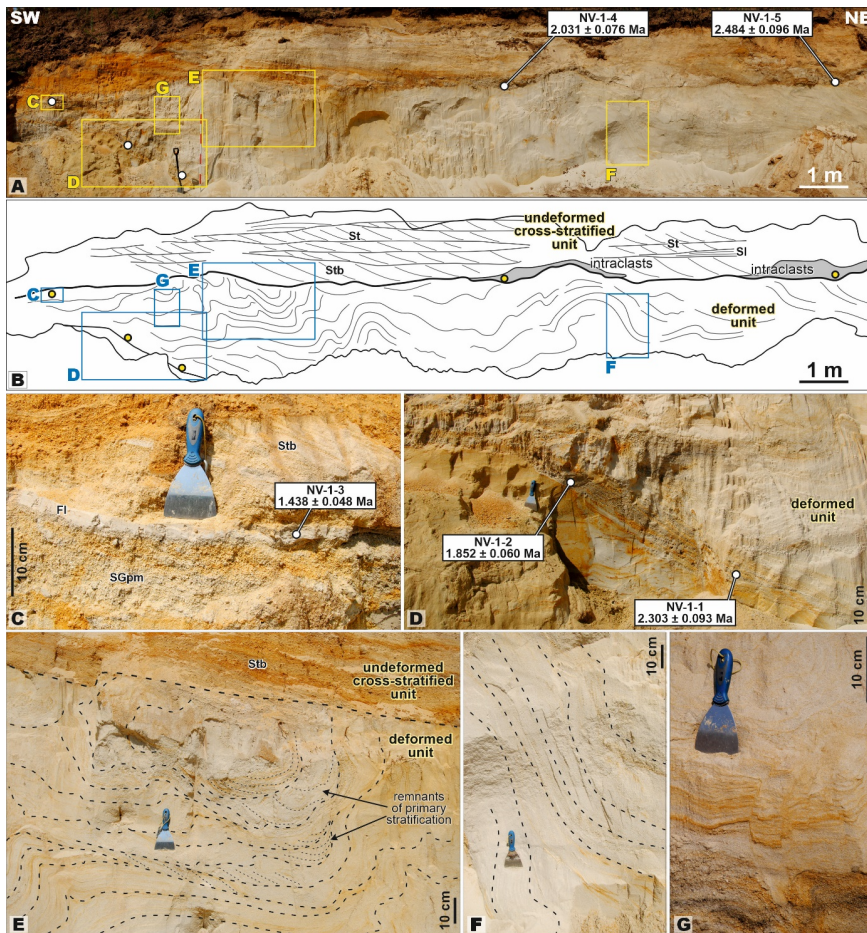 SW
NE
NV-1-4
2.031 ± 0.076 Ma
NV-1-5
2.484 ± 0.096 Ma
C
G
E
D
F
A
1 m
undeformed
cross-stratified
unit
St
Stb
St
Sl
intraclasts
intraclasts
deformed
unit
C
G
E
D
F
B
1 m
Stb
NV-1-3
1.438 ± 0.048 Ma
Fl
SGpm
10 cm
C
NV-1-2
1.852 ± 0.060 Ma
NV-1-1
2.303 ± 0.093 Ma
deformed
unit
10 cm
D
Stb
undeformed
cross-stratified
unit
deformed
unit
remnants
of primary
stratification
10 cm
E
10 cm
F
10 cm
G